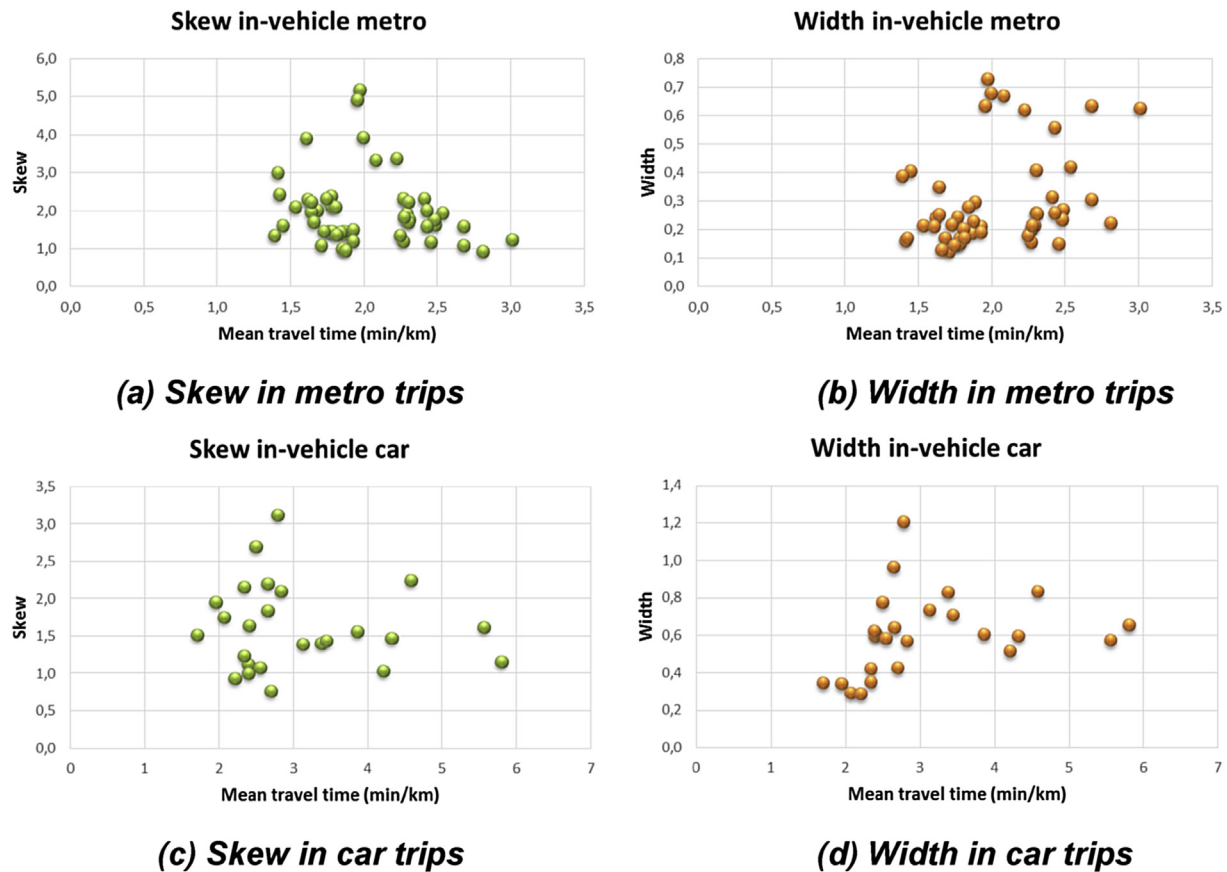 Skew in-vehicle metro
6,0
5,0
4,0
3,0
2,0
1,0
0,0
Skew
0,0 0,5 1,0 1,5 2,0 2,5 3,0 3,5
Mean travel time (min/km)
(a) Skew in metro trips
Width in-vehicle metro
0,8
0,7
0,6
0,5
0,4
0,3
0,2
0,1
0,0
Width
0,0 0,5 1,0 1,5 2,0 2,5 3,0 3,5
Mean travel time (min/km)
(b) Width in metro trips
Skew in-vehicle car
3,5
3,0
2,5
2,0
1,5
1,0
0,5
0,0
Skew
0 1 2 3 4 5 6 7
Mean travel time (min/km)
(c) Skew in car trips
Width in-vehicle car
1,4
1,2
1,0
0,8
0,6
0,4
0,2
0,0
Width
0 1 2 3 4 5 6 7
Mean travel time (min/km)
(d) Width in car trips